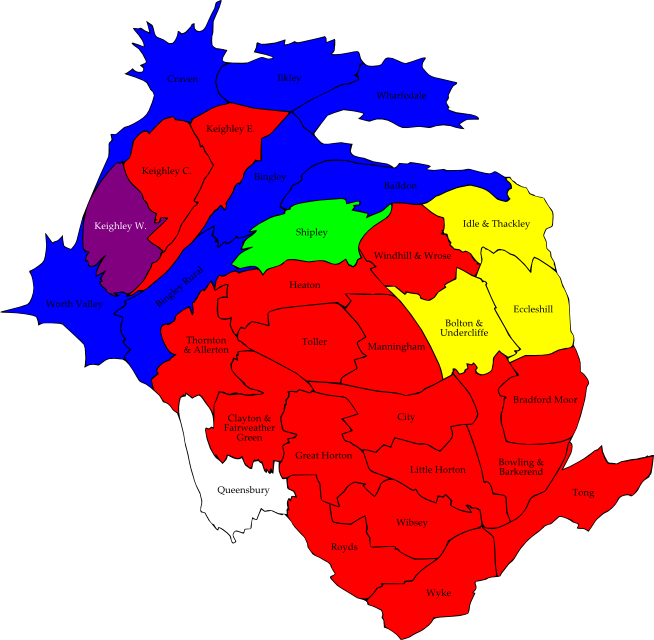 Craven
Ilkley
Wharfedale
Keighley E.
Keighley C.
Bingley
Baildon
Keighley W.
Shipley
Idle & Thackley
Windhill & Wrose
Bingley Rural
Heaton
Worth Valley
Eccleshill
Bolton &
Undercliffe
Thornton
& Allerton
Toller
Manningham
Bradford Moor
Clayton &
Fairweather
Green
City
Great Horton
Little Horton
Bowling &
Barkerend
Queensbury
Tong
Wibsey
Royds
Wyke